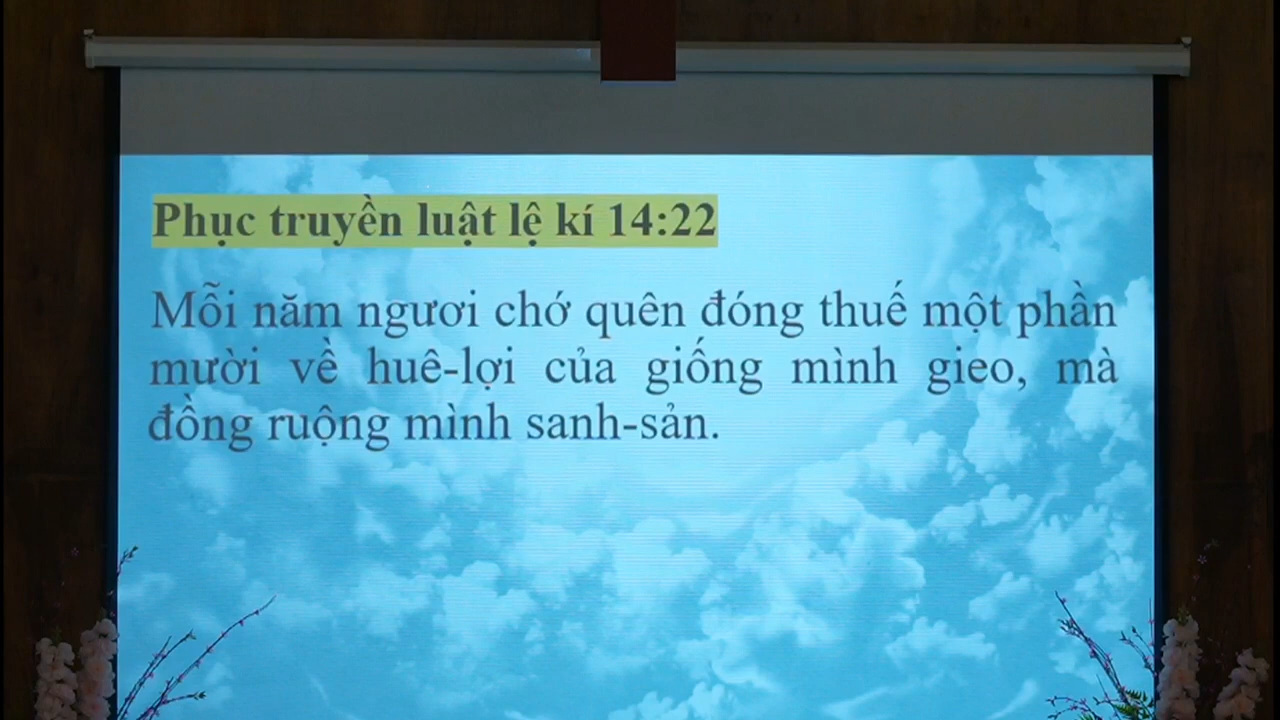 Phục truyền luật lệ kí 14:22
Mỗi năm ngươi chớ quên đóng thuế một phần
mười về huê-lợi của giống mình gieo, mà
đồng ruộng mình sanh-sản.